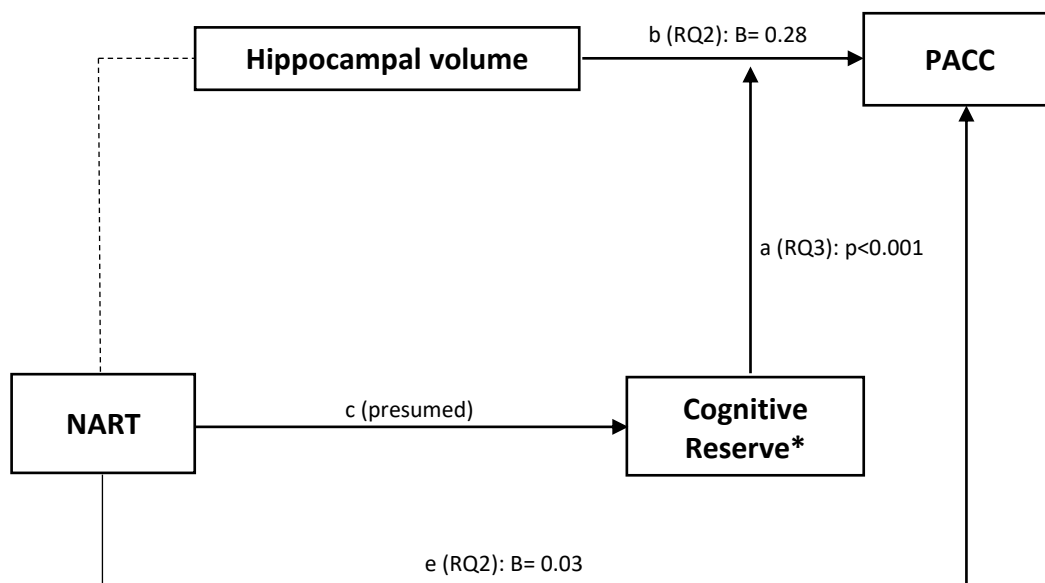 b (RQ2): B= 0.28
Hippocampal volume
PACC
a (RQ3): p<0.001
NART
c (presumed)
Cognitive
Reserve*
e (RQ2): B= 0.03